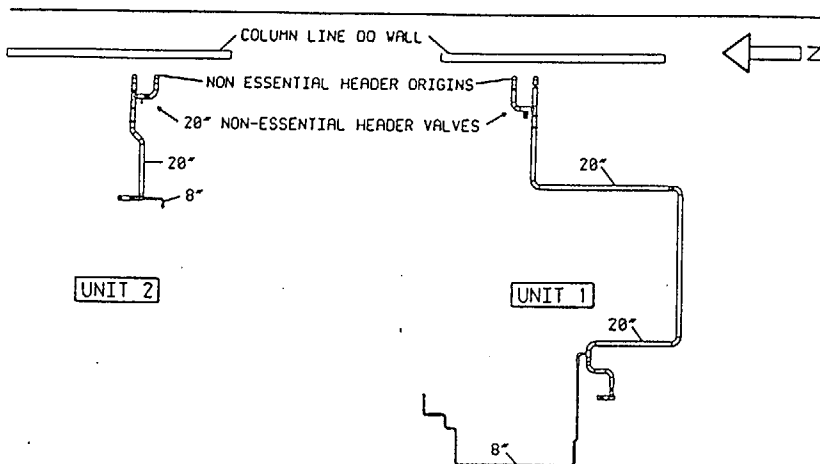 COLUMN LINE DD WALL
N
NON ESSENTIAL HEADER ORIGINS
20" NON-ESSENTIAL HEADER VALVES
20"
20"
8"
UNIT 2
UNIT 1
20"
8"